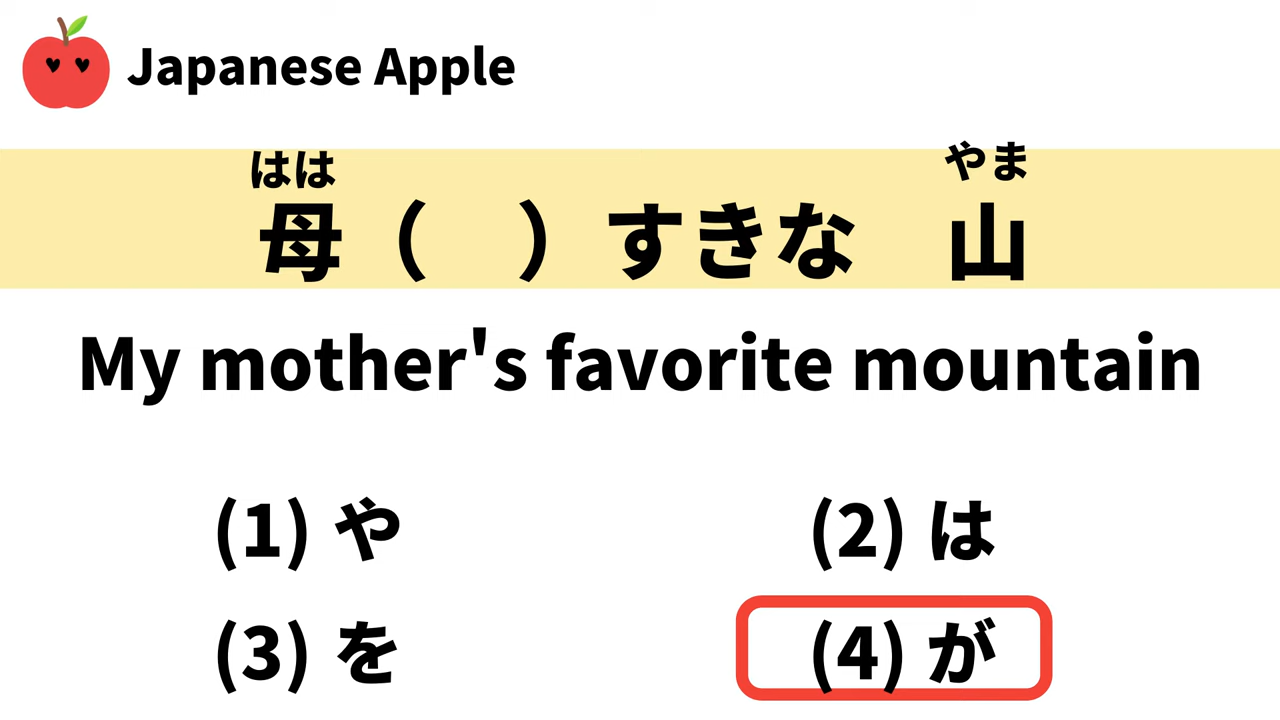 Japanese Apple
はは
やま
母（　）すきな　山
My mother's favorite mountain
(1) や
(2) は
(3) を
(4) が